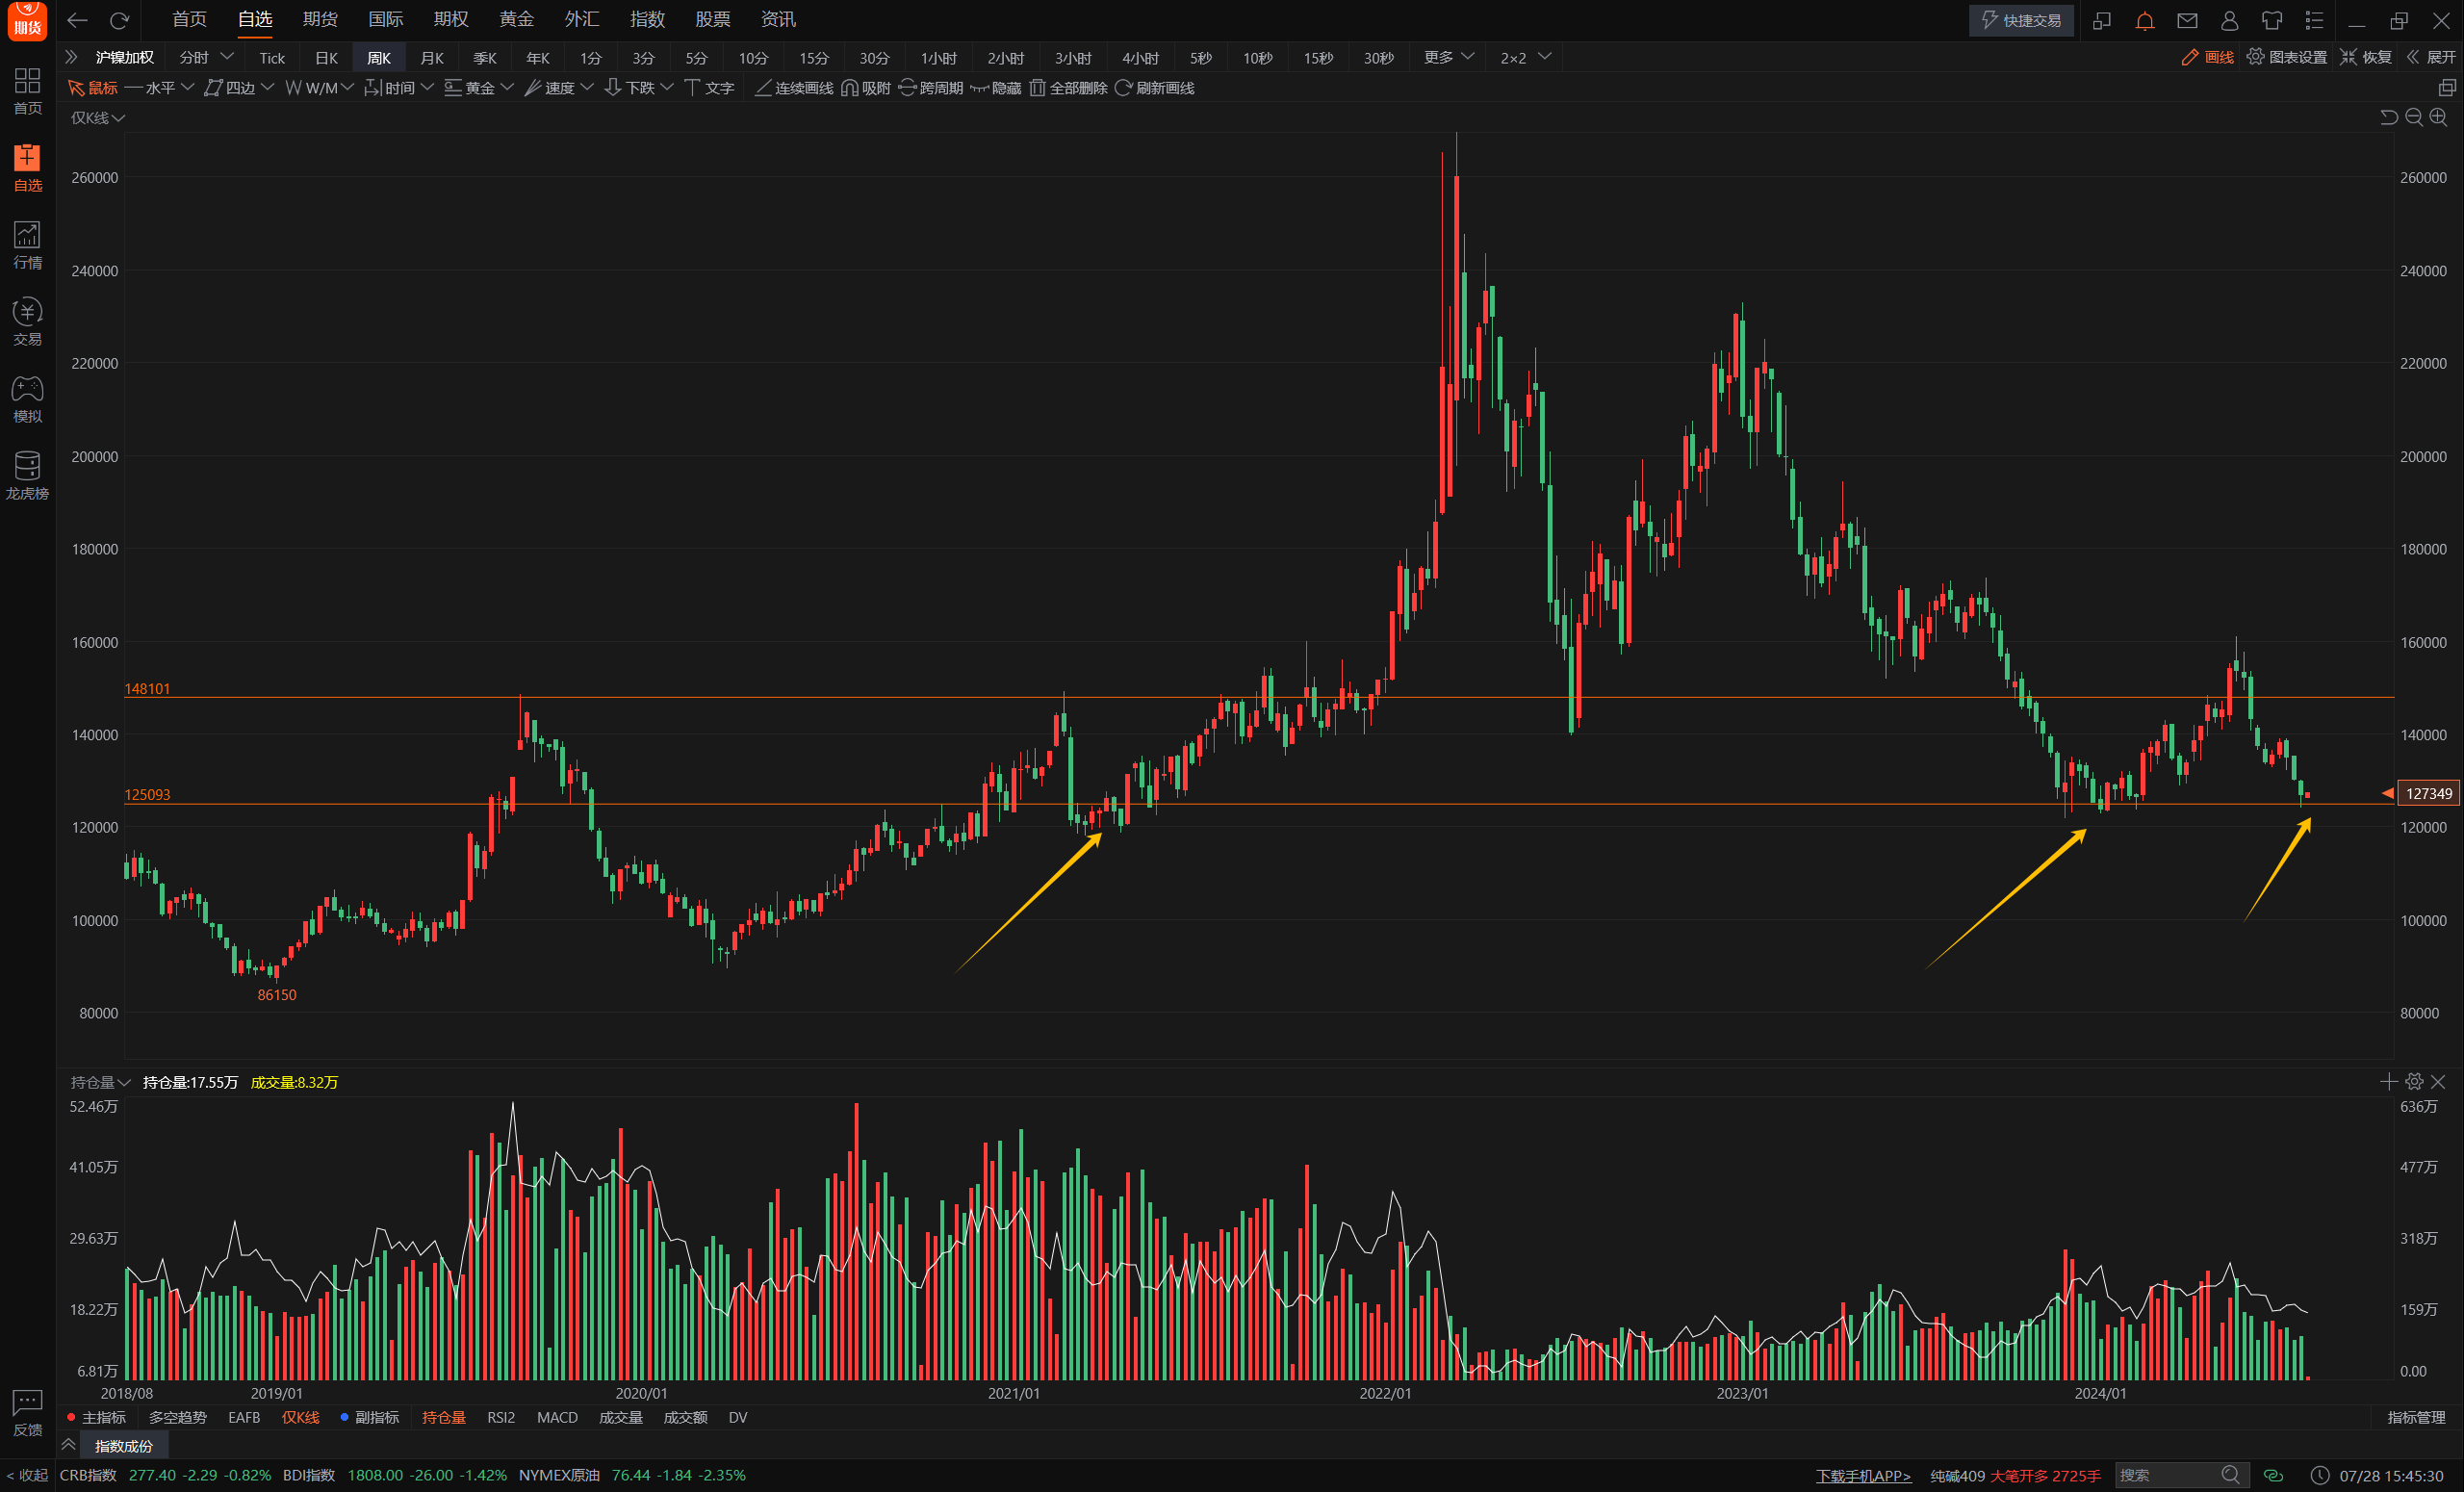 期货 首页 自选 期货 国际 期权 黄金 外汇 指数 股票 资讯 快捷交易
沪镍加权 分时 Tick 日K 周K 月K 季K 年K 1分 3分 5分 10分 15分 30分 1小时 2小时 3小时 4小时 5秒 10秒 15秒 30秒 更多 2×2 画线 图表设置 恢复 展开
鼠标 水平 四边 W/M 时间 黄金 速度 下跌 文字 连续画线 吸附 跨周期 隐藏 全部删除 刷新画线
首页
自选
行情
交易
模拟
龙虎榜
反馈
仅K线
260000 260000
240000 240000
220000 220000
200000 200000
180000 180000
160000 160000
148101
140000 140000
125093 127349
120000 120000
100000 100000
86150
80000 80000
持仓量 持仓量:17.55万 成交量:8.32万
52.46万 636万
41.05万 477万
29.63万 318万
18.22万 159万
6.81万 0.00
2018/08 2019/01 2020/01 2021/01 2022/01 2023/01 2024/01
主指标 多空趋势 EAFB 仅K线 副指标 持仓量 RSI2 MACD 成交量 成交额 DV 指标管理
指数成份
< 收起 CRB指数 277.40 -2.29 -0.82% BDI指数 1808.00 -26.00 -1.42% NYMEX原油 76.44 -1.84 -2.35% 下载手机APP> 纯碱409 大笔开多 2725手 搜索 07/28 15:45:30